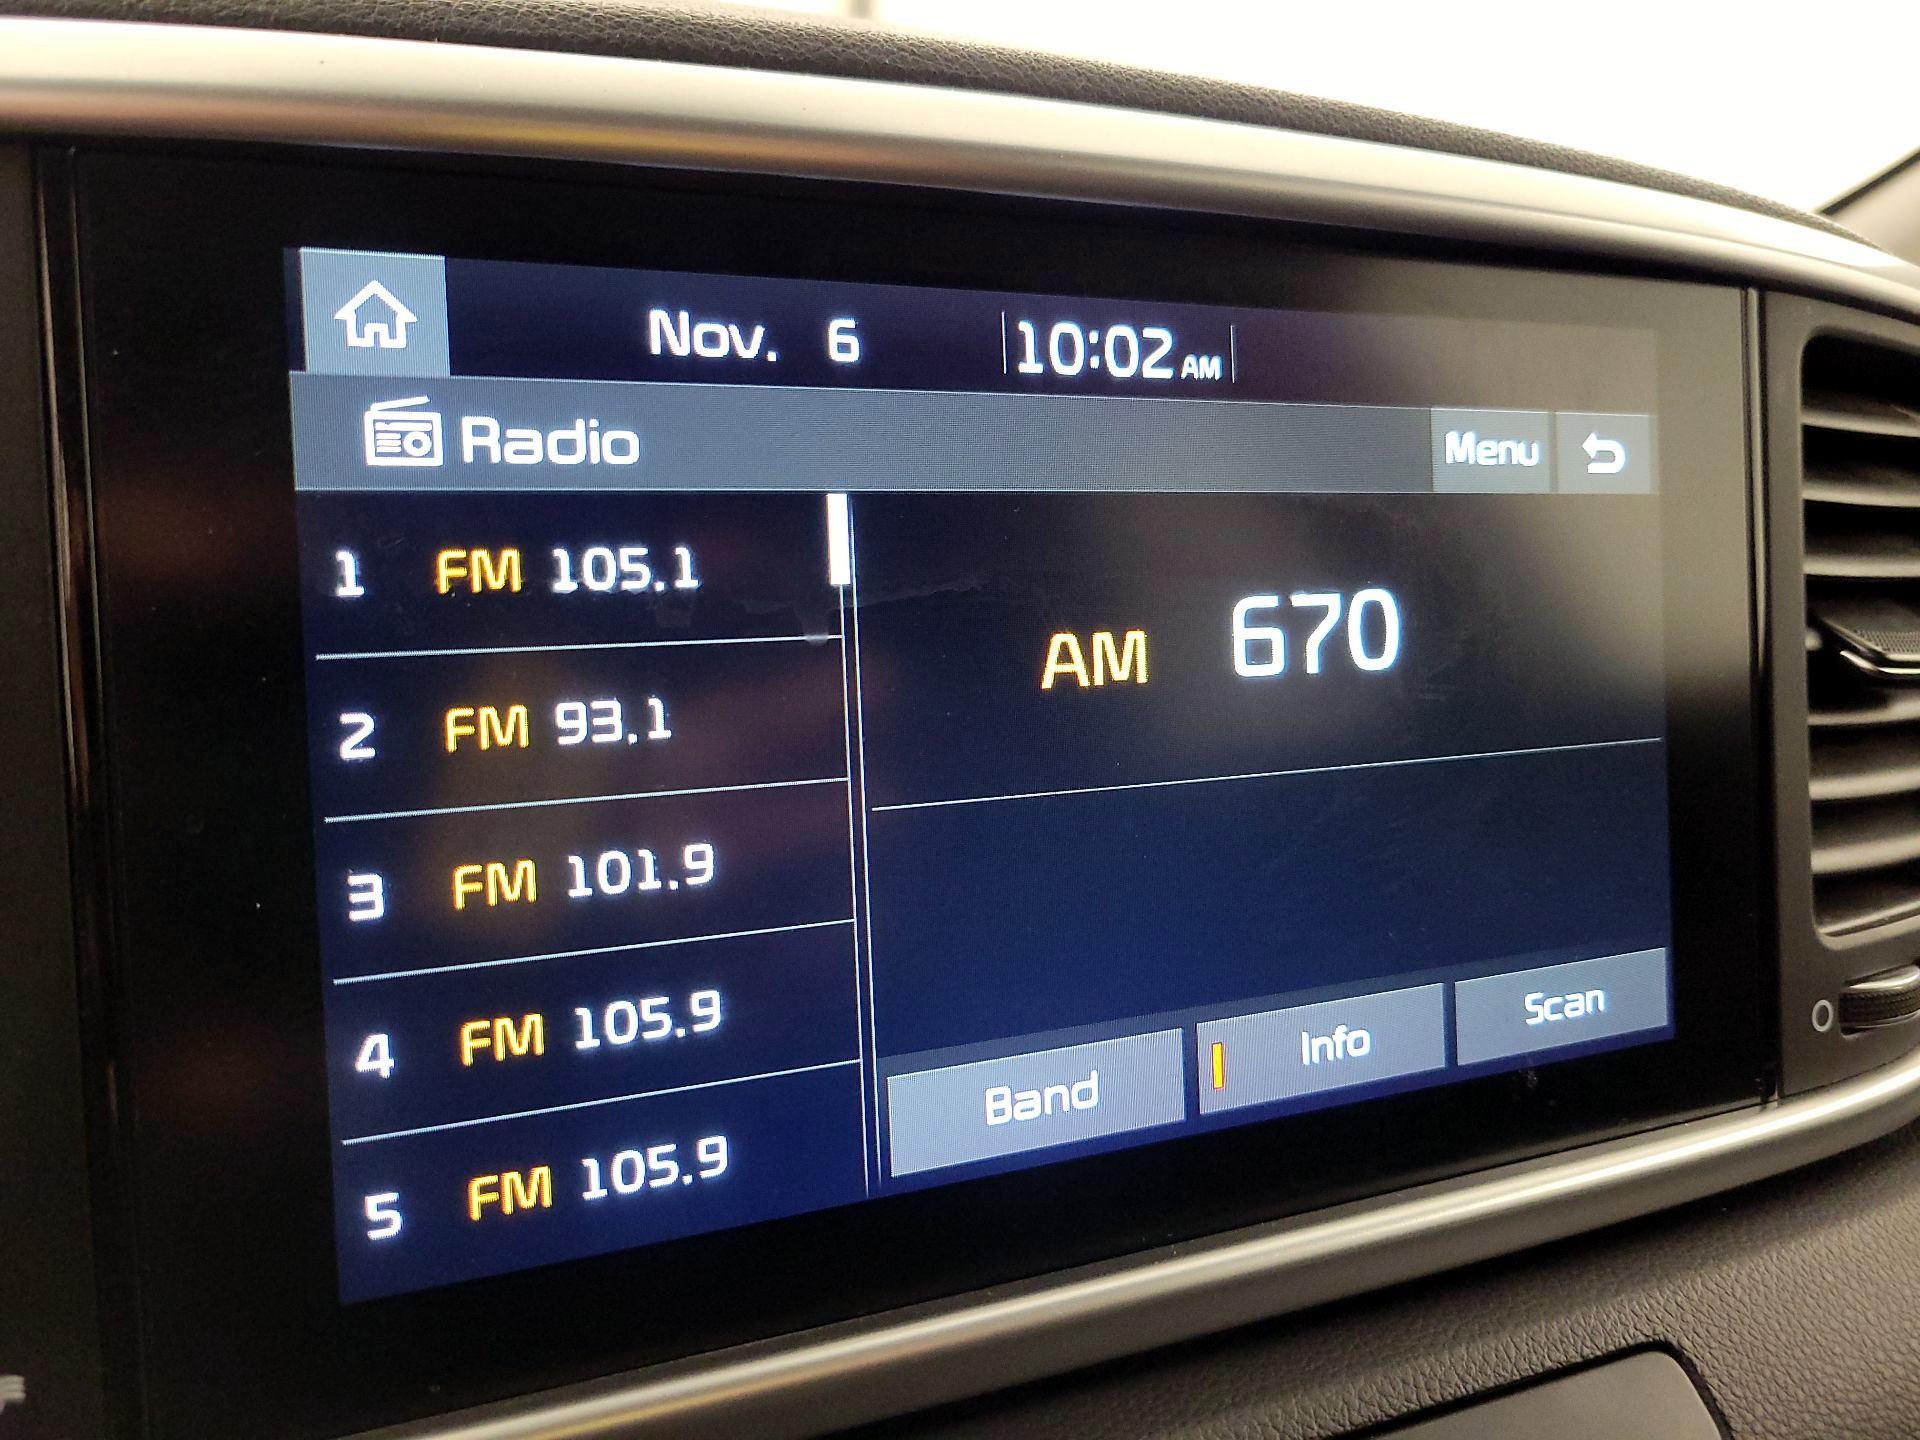 Nov. 6 10:02 AM
Radio Menu
1 FM 105.1
2 FM 93.1
3 FM 101.9
4 FM 105.9
5 FM 105.9
AM 670
Band Info Scan